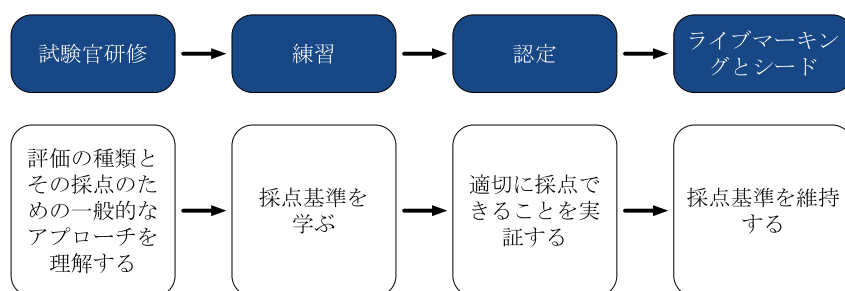 試験官研修
練習
認定
ライブマーキン
グとシード
評価の種類と
その採点のた
めの一般的な
アプローチを
理解する
採点基準を
学ぶ
適切に採点で
きることを実
証する
採点基準を維持
する